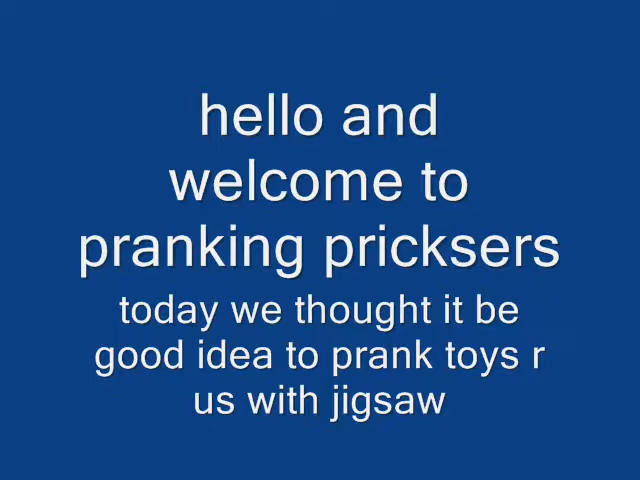 hello and
welcome to
pranking pricksers
today we thought it be
good idea to prank toys r
us with jigsaw